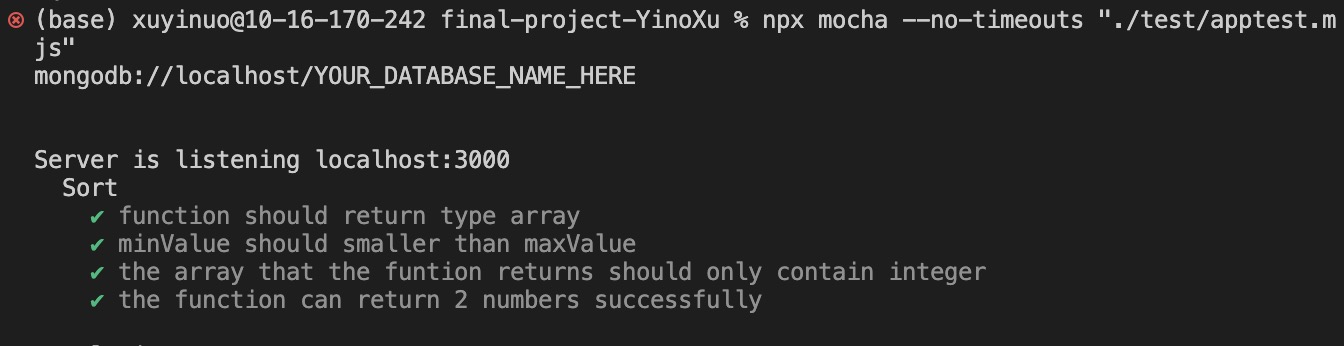 (base) xuyinuo@10-16-170-242 final-project-YinoXu % npx mocha --no-timeouts "./test/apptest.m
js"
mongodb://localhost/YOUR_DATABASE_NAME_HERE
Server is listening localhost:3000
Sort
✔ function should return type array
✔ minValue should smaller than maxValue
✔ the array that the funtion returns should only contain integer
✔ the function can return 2 numbers successfully